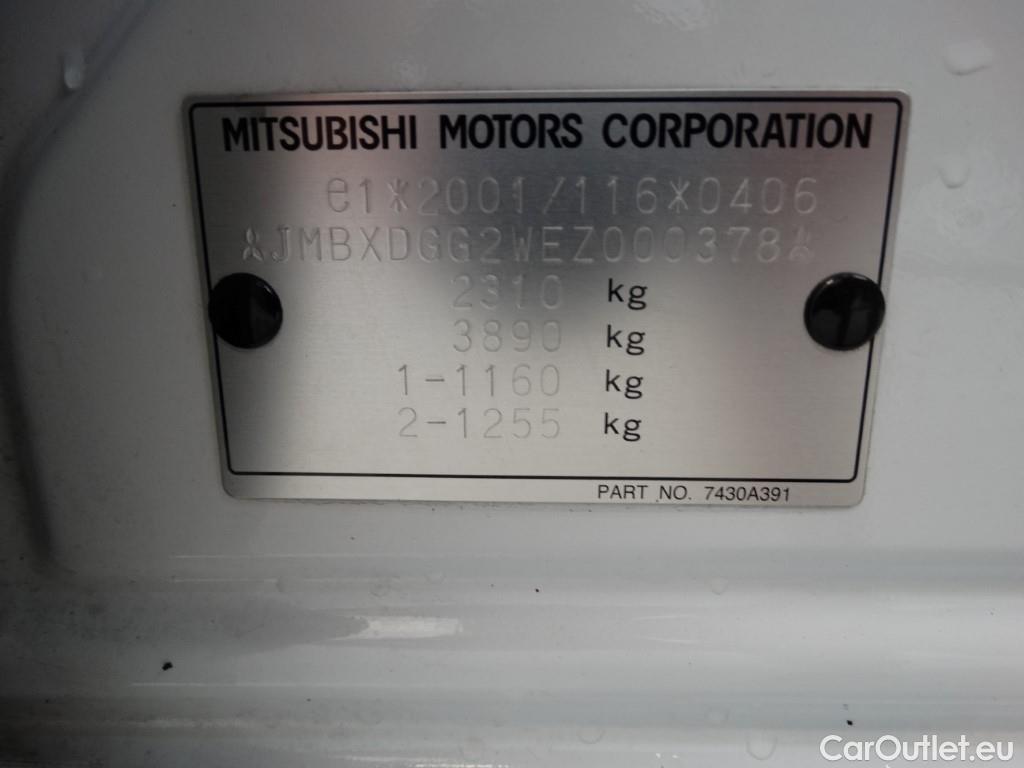 MITSUBISHI MOTORS CORPORATION
e1*2001/116*0406
JMBXDGG2WEZ000378
2310 kg
3890 kg
1-1160 kg
2-1255 kg
PART NO. 7430A391
CarOutlet.eu